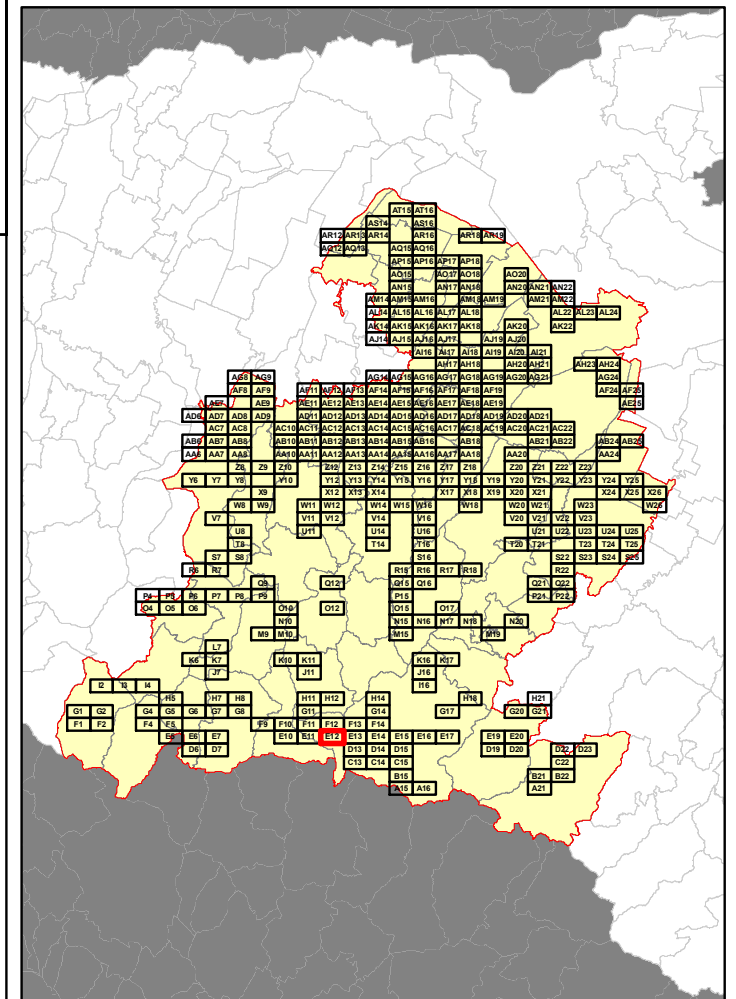 AT15 AT16
AS14 AS16
AR12 AR13 AR14 AR16 AR18 AR19
AQ12 AQ13 AQ15 AQ16
AP15 AP16 AP17 AP18
AO15 AO17 AO18 AO20
AN15 AN17 AN18 AN20 AN21 AN22
AM14 AM15 AM16 AM18 AM19 AM21 AM22
AL14 AL15 AL16 AL17 AL18 AL22 AL23 AL24
AK14 AK15 AK16 AK17 AK18 AK20 AK22
AJ14 AJ15 AJ16 AJ17 AJ19 AJ20
AI16 AI17 AI18 AI19 AI20 AI21
AH17 AH18 AH20 AH21 AH23 AH24
AG8 AG9 AG14 AG15 AG16 AG17 AG18 AG19 AG20 AG21 AG24
AF8 AF9 AF11 AF12 AF13 AF14 AF15 AF16 AF17 AF18 AF19 AF24 AF25
AE7 AE9 AE11 AE12 AE13 AE14 AE15 AE16 AE17 AE18 AE19 AE25
AD6 AD7 AD8 AD9 AD11 AD12 AD13 AD14 AD15 AD16 AD17 AD18 AD19 AD20 AD21
AC7 AC8 AC10 AC11 AC12 AC13 AC14 AC15 AC16 AC17 AC18 AC19 AC20 AC21 AC22
AB6 AB7 AB8 AB10 AB11 AB12 AB13 AB14 AB15 AB16 AB18 AB21 AB22 AB24 AB25
AA6 AA7 AA8 AA10 AA11 AA12 AA13 AA14 AA15 AA16 AA17 AA18 AA20 AA24
Z8 Z9 Z10 Z12 Z13 Z14 Z15 Z16 Z17 Z18 Z20 Z21 Z22 Z23
Y6 Y7 Y8 Y10 Y12 Y13 Y14 Y15 Y16 Y17 Y18 Y19 Y20 Y21 Y22 Y23 Y24 Y25
X9 X12 X13 X14 X17 X18 X19 X20 X21 X24 X25 X26
W8 W9 W11 W12 W14 W15 W16 W18 W20 W21 W23 W26
V7 V11 V12 V14 V16 V20 V21 V22 V23
U8 U11 U14 U16 U21 U22 U23 U24 U25
T8 T14 T16 T20 T21 T23 T24 T25
S7 S8 S16 S22 S23 S24 S25
R6 R7 R15 R16 R17 R18 R22
Q9 Q12 Q15 Q16 Q21 Q22
P4 P5 P6 P7 P8 P9 P15 P21 P22
O4 O5 O6 O10 O12 O15 O17
N10 N15 N16 N17 N18 N20
M9 M10 M15 M19
L7
K6 K7 K10 K11 K16 K17
J7 J11 J16
I2 I3 I4 I16
H5 H7 H8 H11 H12 H14 H18 H21
G1 G2 G4 G5 G6 G7 G8 G11 G14 G17 G20 G21
F1 F2 F4 F5 F9 F10 F11 F12 F13 F14
E5 E6 E7 E10 E11 E12 E13 E14 E15 E16 E17 E19 E20
D6 D7 D13 D14 D15 D19 D20 D22 D23
C13 C14 C15 C22
B15 B21 B22
A15 A16 A21